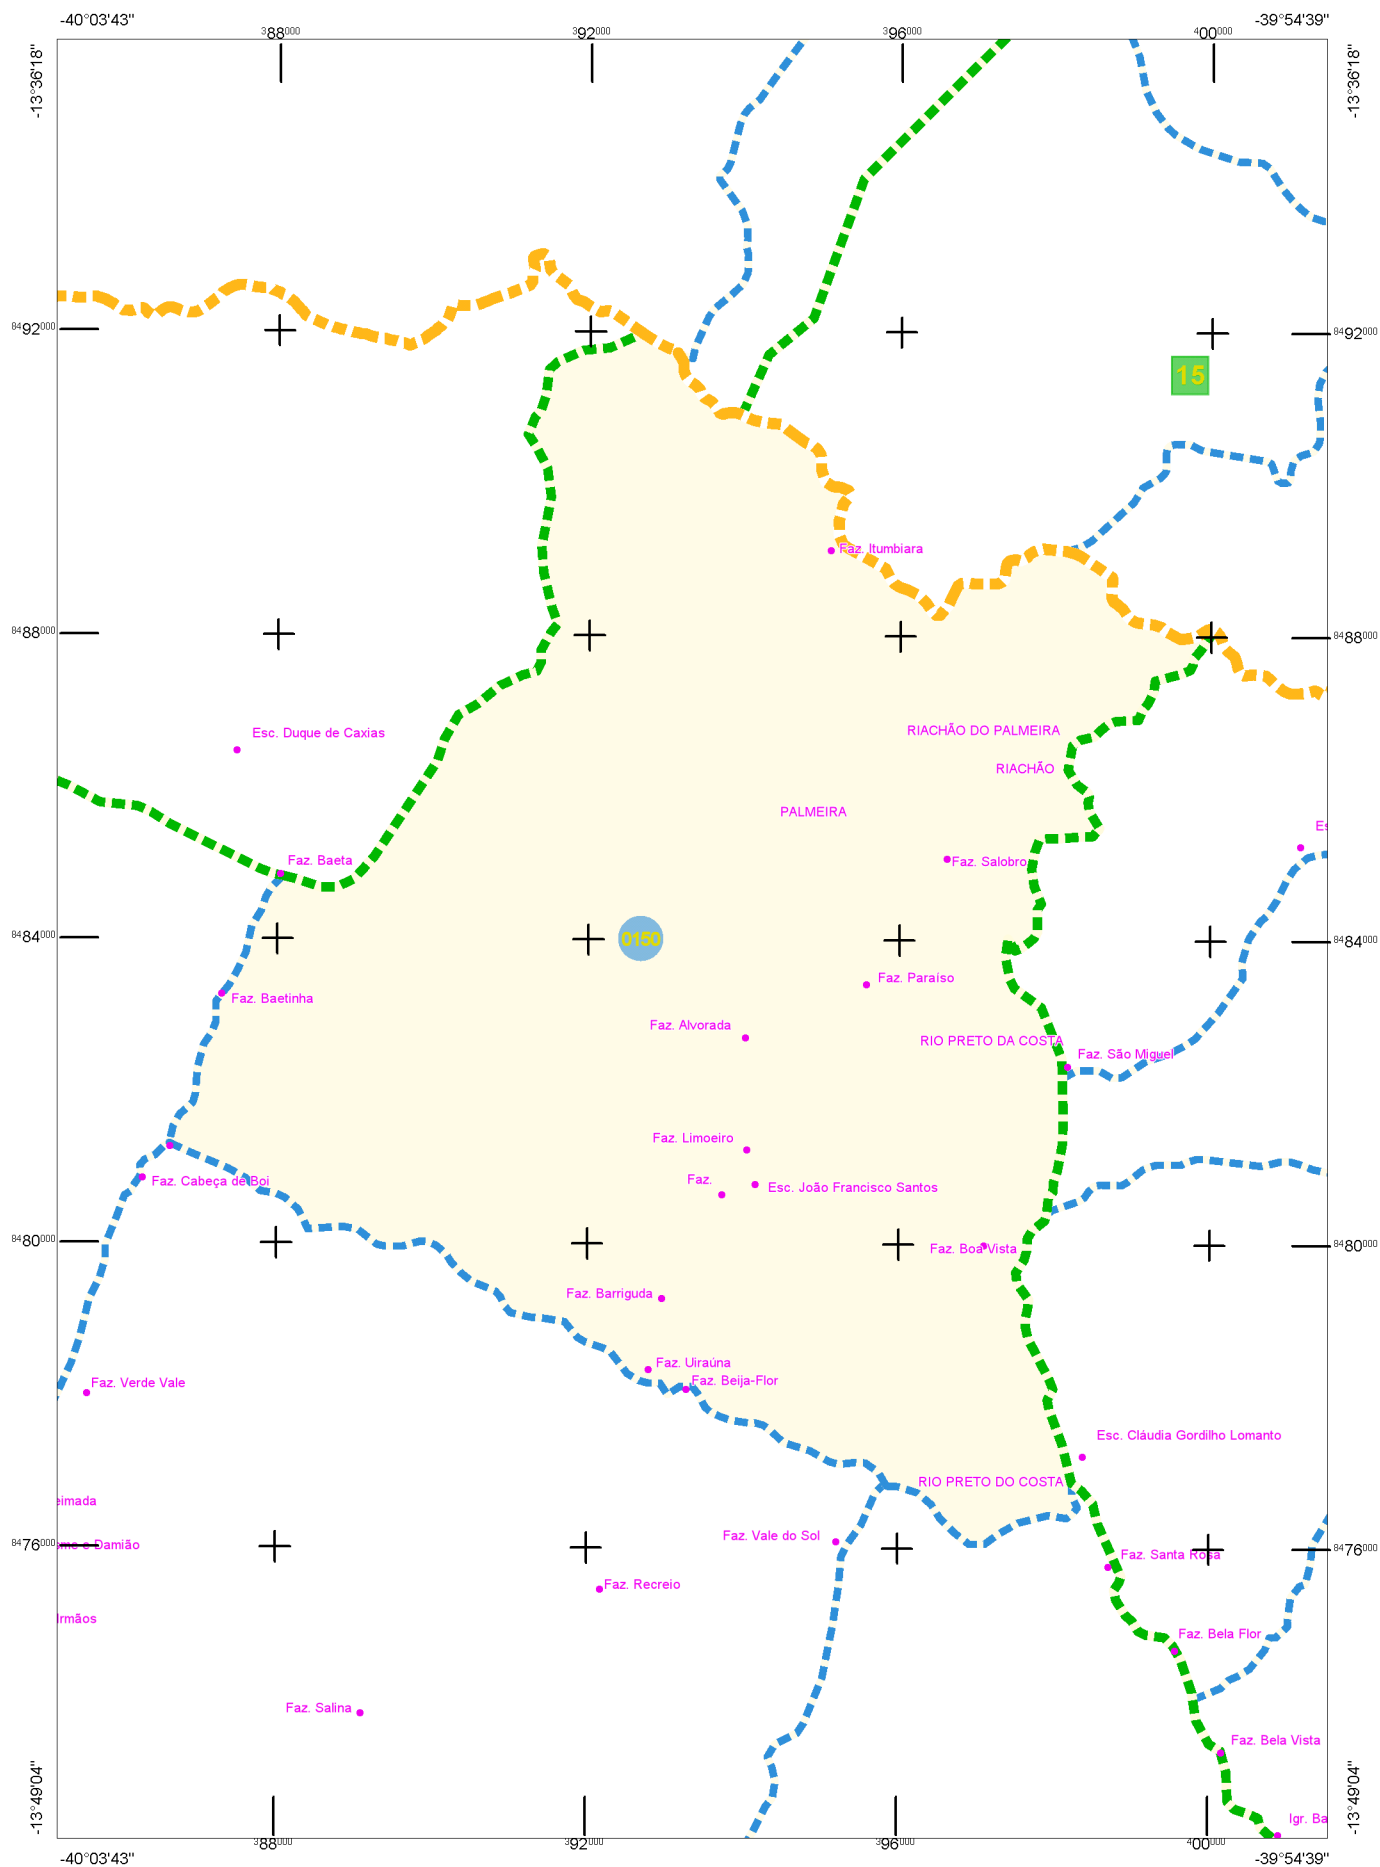 -40°03'43"
-39°54'39"
388000
392000
396000
400000
-13°36'18"
-13°36'18"
8492000
8492000
15
Faz. Itumbiara
8488000
8488000
RIACHÃO DO PALMEIRA
Esc. Duque de Caxias
RIACHÃO
PALMEIRA
Es
Faz. Baeta
Faz. Salobro
8484000
0150
8484000
Faz. Paraíso
Faz. Baetinha
Faz. Alvorada
RIO PRETO DA COSTA
Faz. São Miguel
Faz. Limoeiro
Faz. Cabeça de Boi
Faz.
Esc. João Francisco Santos
8480000
Faz. Boa Vista
8480000
Faz. Barriguda
Faz. Uiraúna
Faz. Verde Vale
Faz. Beija-Flor
Esc. Cláudia Gordilho Lomanto
RIO PRETO DO COSTA
eimada
Faz. Vale do Sol
8476000
me e Damião
Faz. Santa Rosa
8476000
Faz. Recreio
Irmãos
Faz. Bela Flor
Faz. Salina
Faz. Bela Vista
-13°49'04"
-13°49'04"
Igr. Ba
388000
392000
396000
400000
-40°03'43"
-39°54'39"